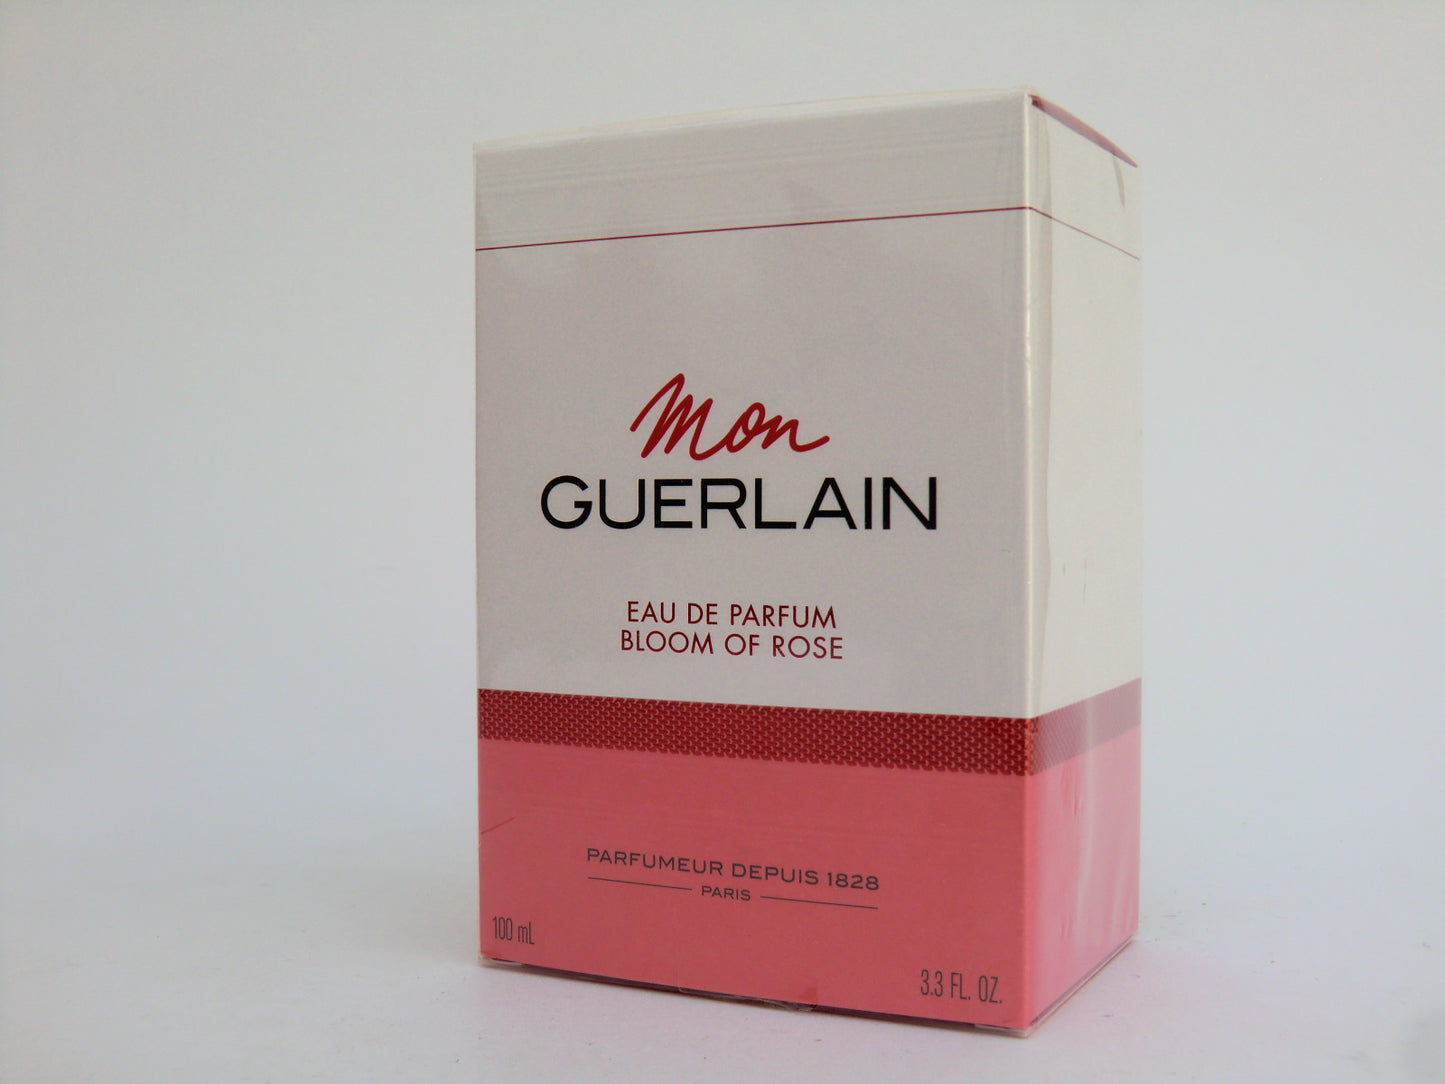 Mon
GUERLAIN
EAU DE PARFUM
BLOOM OF ROSE
PARFUMEUR DEPUIS 1828
PARIS
100 mL
3.3 FL. OZ.